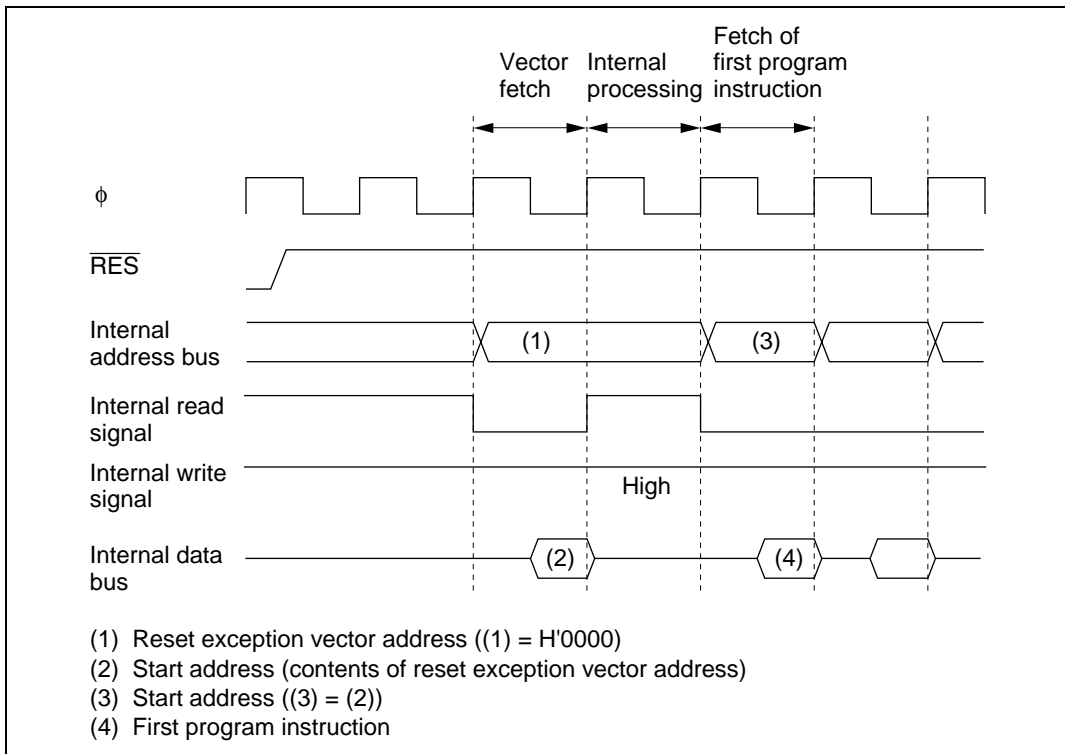 Vector
fetch
Internal
processing
Fetch of
first program
instruction
ϕ
RES
Internal
address bus
(1)
(3)
Internal read
signal
Internal write
signal
High
Internal data
bus
(2)
(4)
(1) Reset exception vector address ((1) = H'0000)
(2) Start address (contents of reset exception vector address)
(3) Start address ((3) = (2))
(4) First program instruction